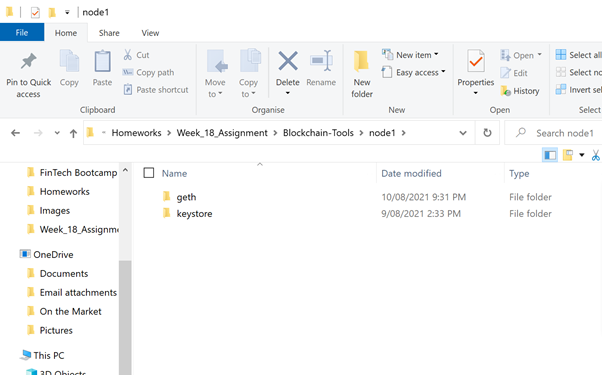 node1
File Home Share View
Pin to Quick access
Copy
Paste
Cut
Copy path
Paste shortcut
Clipboard
Move to
Copy to
Delete
Rename
Organise
New folder
New item
Easy access
New
Properties
Open
Edit
History
Open
Select all
Select no
Invert sel
Select
Homeworks > Week_18_Assignment > Blockchain-Tools > node1 >
Search node1
Name Date modified Type
geth 10/08/2021 9:31 PM File folder
keystore 9/08/2021 2:33 PM File folder
FinTech Bootcamp
Homeworks
Images
Week_18_Assignme
OneDrive
Documents
Email attachments
On the Market
Pictures
This PC
3D Objects